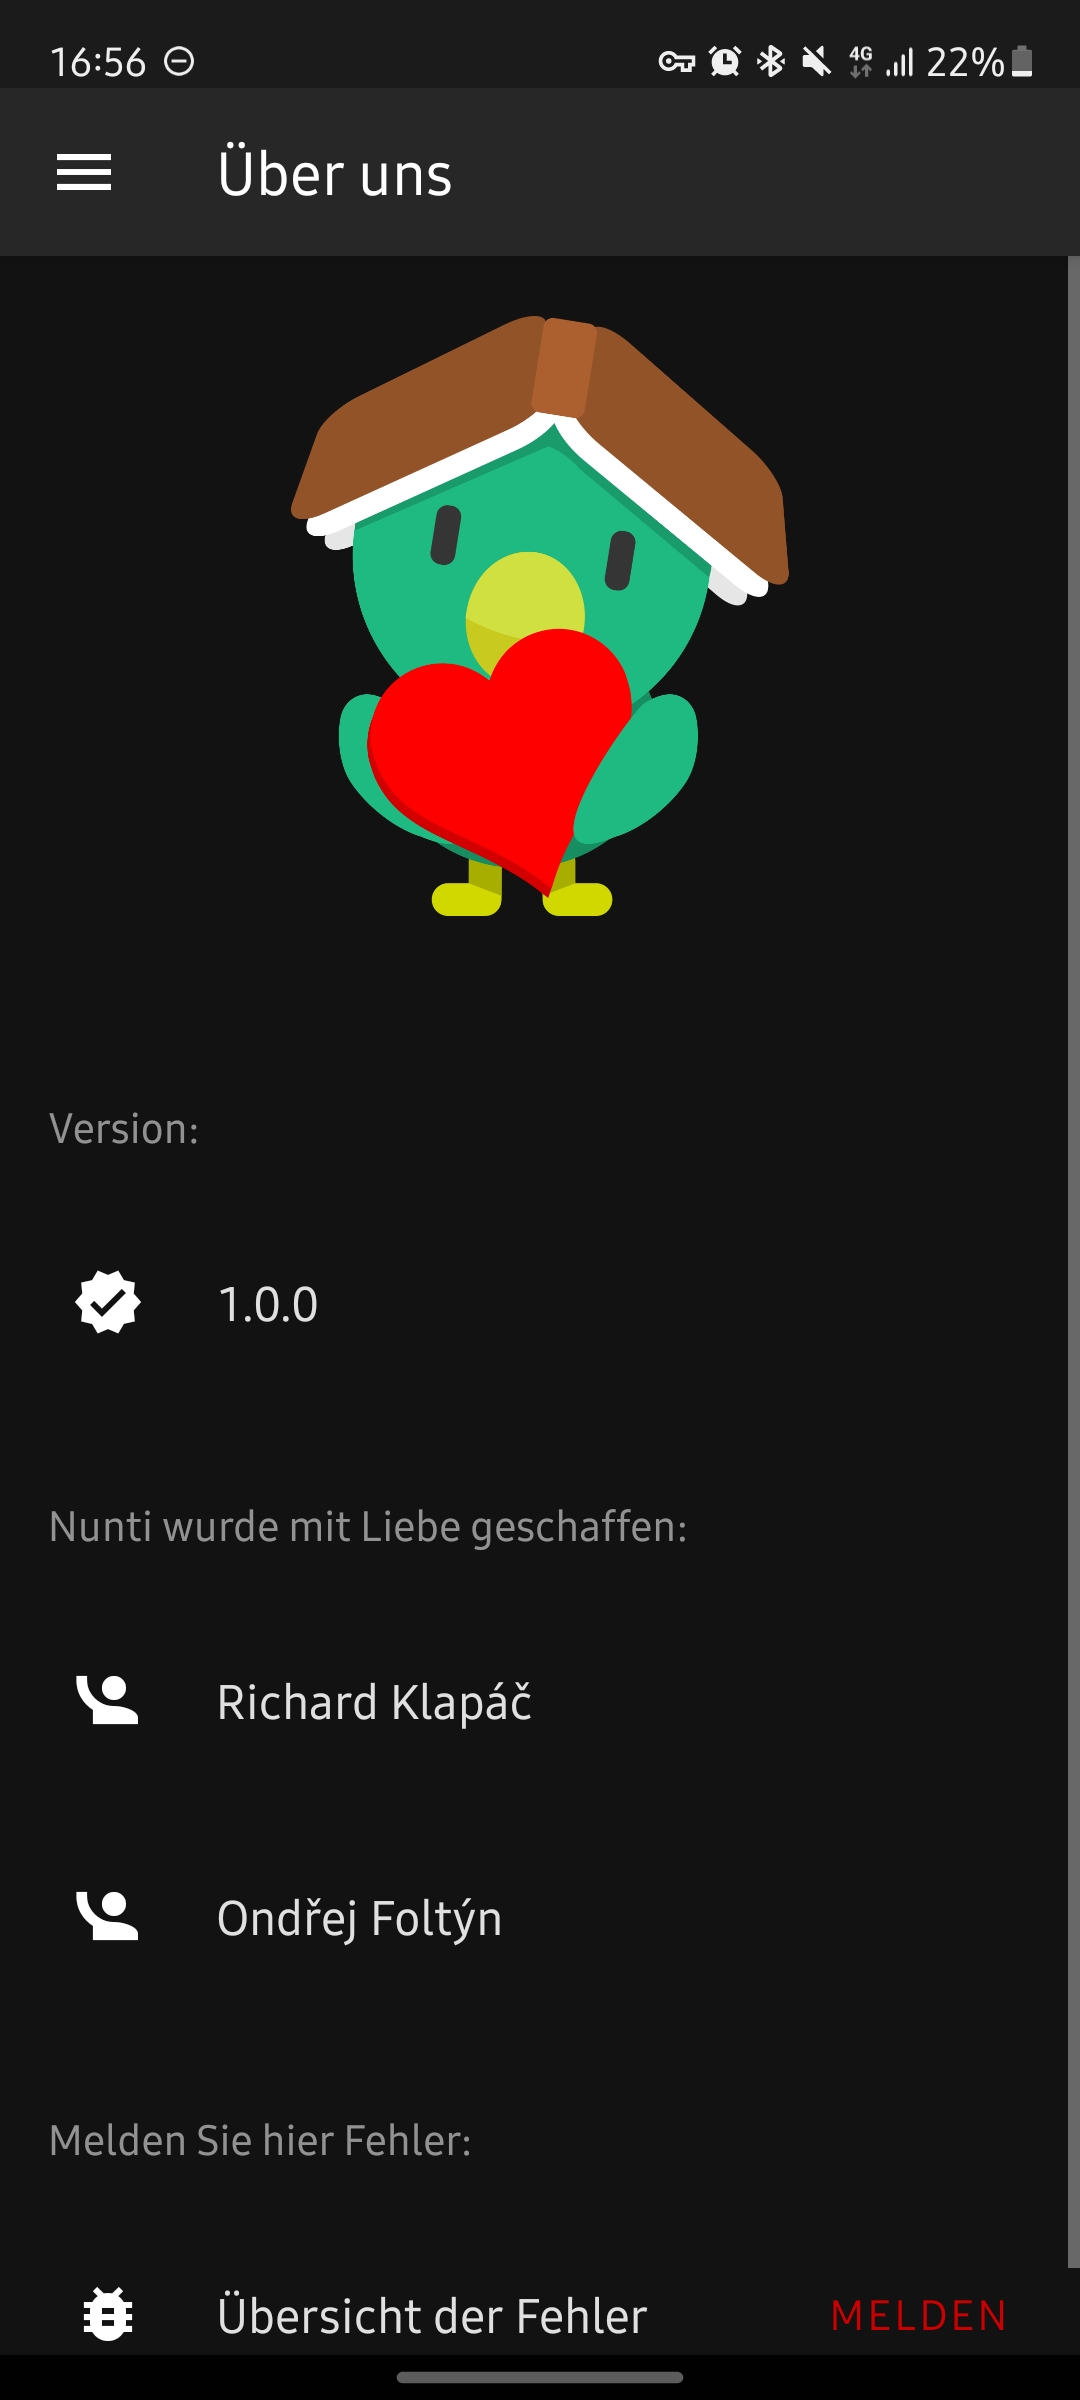 16:56 4G 22%
Über uns
Version:
1.0.0
Nunti wurde mit Liebe geschaffen:
Richard Klapáč
Ondřej Foltýn
Melden Sie hier Fehler:
Übersicht der Fehler MELDEN